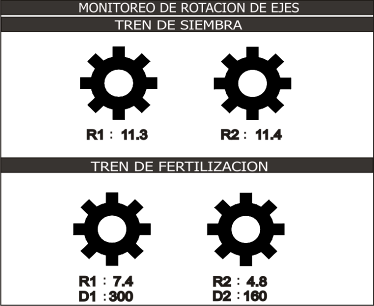 MONITOREO DE ROTACION DE EJES
TREN DE SIEMBRA
R1 : 11.3 R2 : 11.4
TREN DE FERTILIZACION
R1 : 7.4 R2 : 4.8
D1 : 300 D2 : 160